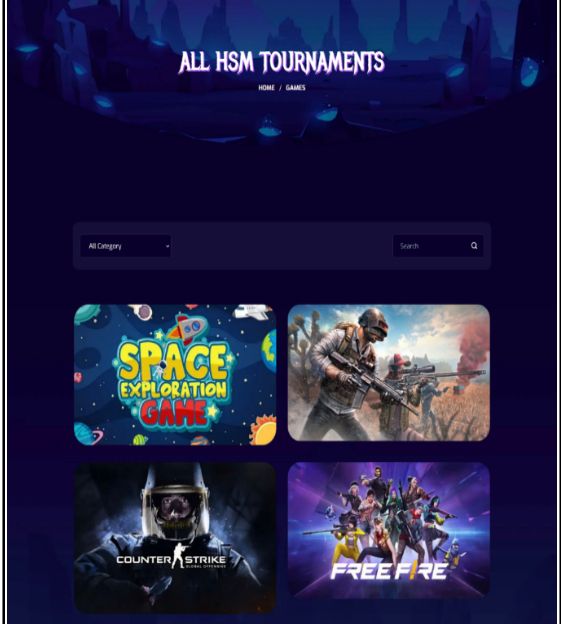 ALL HSM TOURNAMENTS
HOME / GAMES
All Category
Search
SPACE
EXPLORATION
GAME
COUNTER STRIKE
GLOBAL OFFENSIVE
FREE FIRE